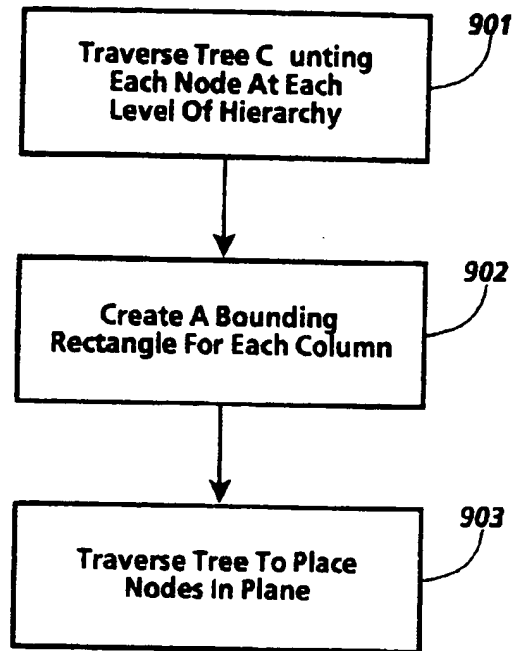 901
Traverse Tree C unting
Each Node At Each
Level Of Hierarchy
902
Create A Bounding
Rectangle For Each Column
903
Traverse Tree To Place
Nodes In Plane